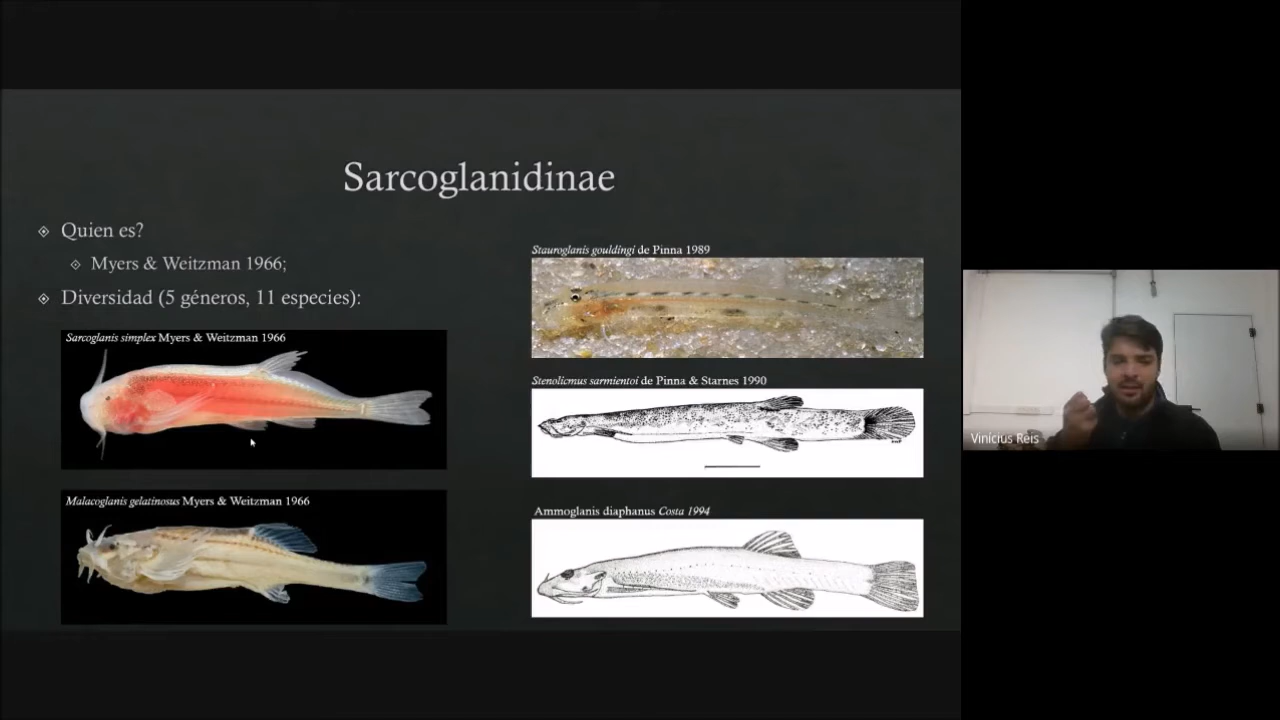 Sarcoglanidinae
Quien es?
Myers & Weitzman 1966;
Diversidad (5 géneros, 11 especies):
Sarcoglanis simplex Myers & Weitzman 1966
Malacoglanis gelatinosus Myers & Weitzman 1966
Stauroglanis gouldingi de Pinna 1989
Stenolicmus sarmientoi de Pinna & Starnes 1990
Ammoglanis diaphanus Costa 1994
Vinícius Reis